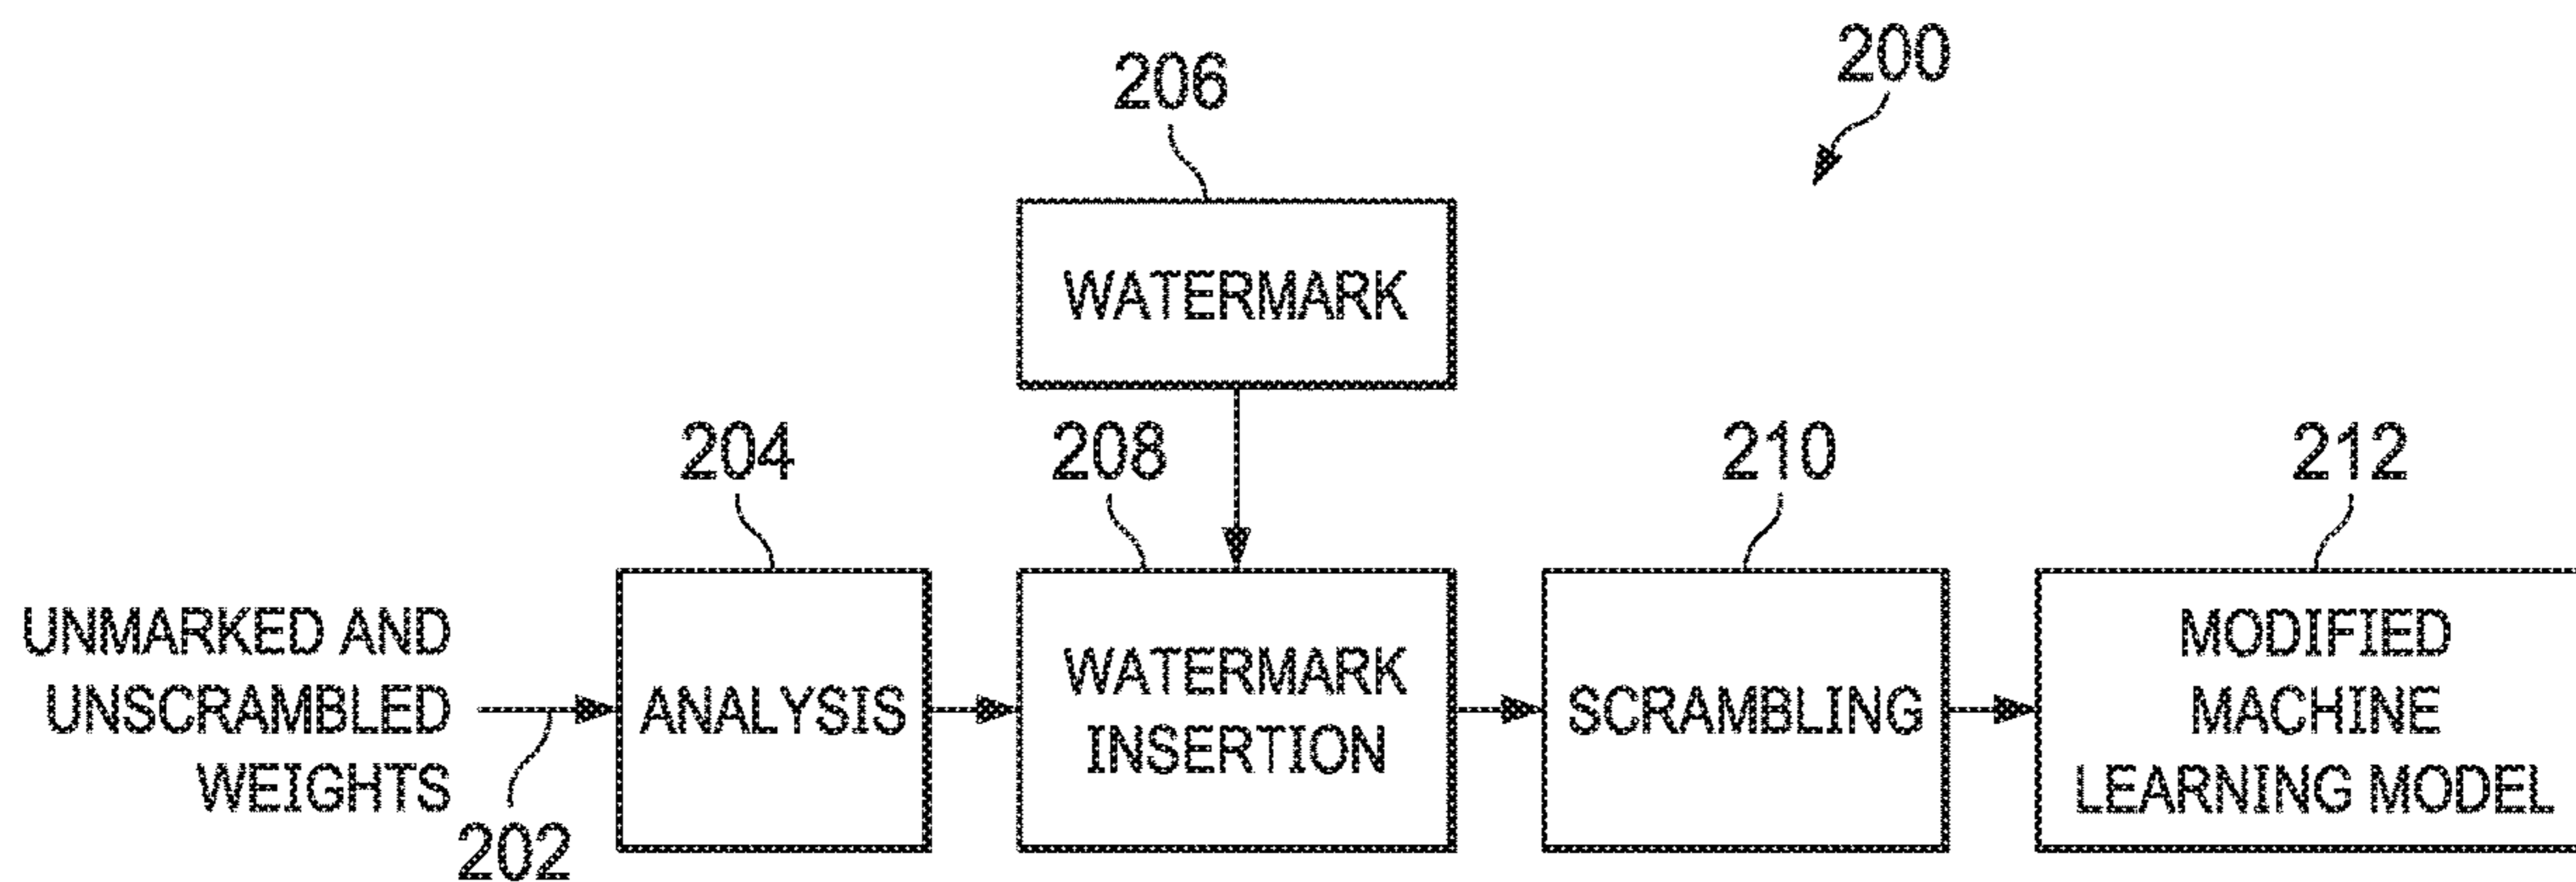 200
206
WATERMARK
204
208
210
212
UNMARKED AND
UNSCRAMBLED
WEIGHTS
202
ANALYSIS
WATERMARK
INSERTION
SCRAMBLING
MODIFIED
MACHINE
LEARNING MODEL